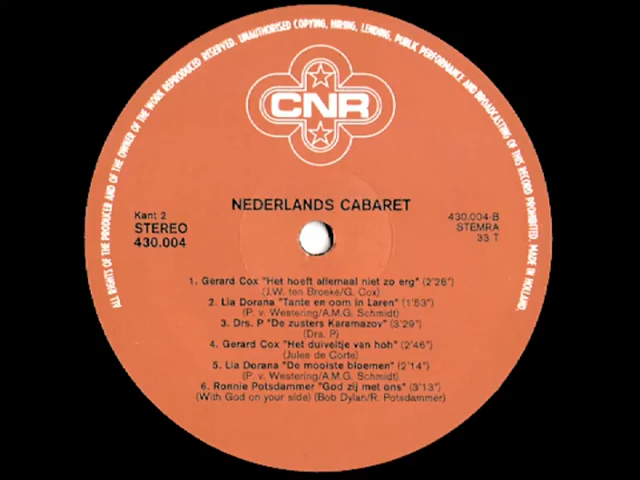 ALL RIGHTS OF THE PRODUCER AND OF THE OWNER OF THE WORK REPRODUCED RESERVED. UNAUTHORISED COPYING, HIRING, LENDING, PUBLIC PERFORMANCE AND BROADCASTING OF THIS RECORD PROHIBITED. MADE IN HOLLAND.
CNR
NEDERLANDS CABARET
Kant 2
STEREO
430.004
430.004-B
STEMRA
33 T
1. Gerard Cox "Het hoeft allemaal niet zo erg" (2'26")
(J.W. ten Broeke/G. Cox)
2. Lia Dorana "Tante en oom in Laren" (1'53")
(P. v. Westering/A.M.G. Schmidt)
3. Drs. P "De zusters Karamazov" (3'29")
(Drs. P)
4. Gerard Cox "Het duiveltje van hoh" (2'46")
(Jules de Corte)
5. Lia Dorana "De mooiste bloemen" (2'14")
(P. v. Westering/A.M.G. Schmidt)
6. Ronnie Potsdammer "God zij met ons" (3'13")
(With God on your side) (Bob Dylan/R. Potsdammer)